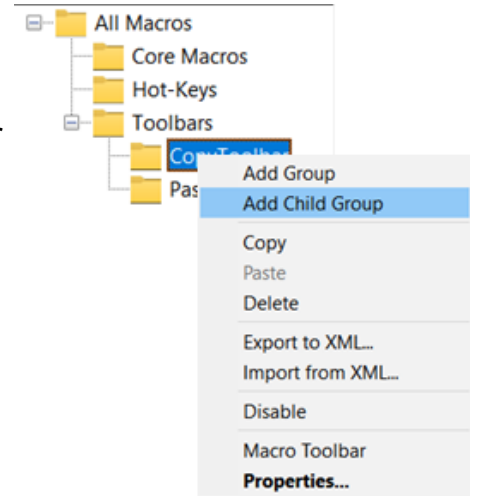 All Macros
Core Macros
Hot-Keys
Toolbars
CopyToolbar
Pas
Add Group
Add Child Group
Copy
Paste
Delete
Export to XML...
Import from XML...
Disable
Macro Toolbar
Properties...